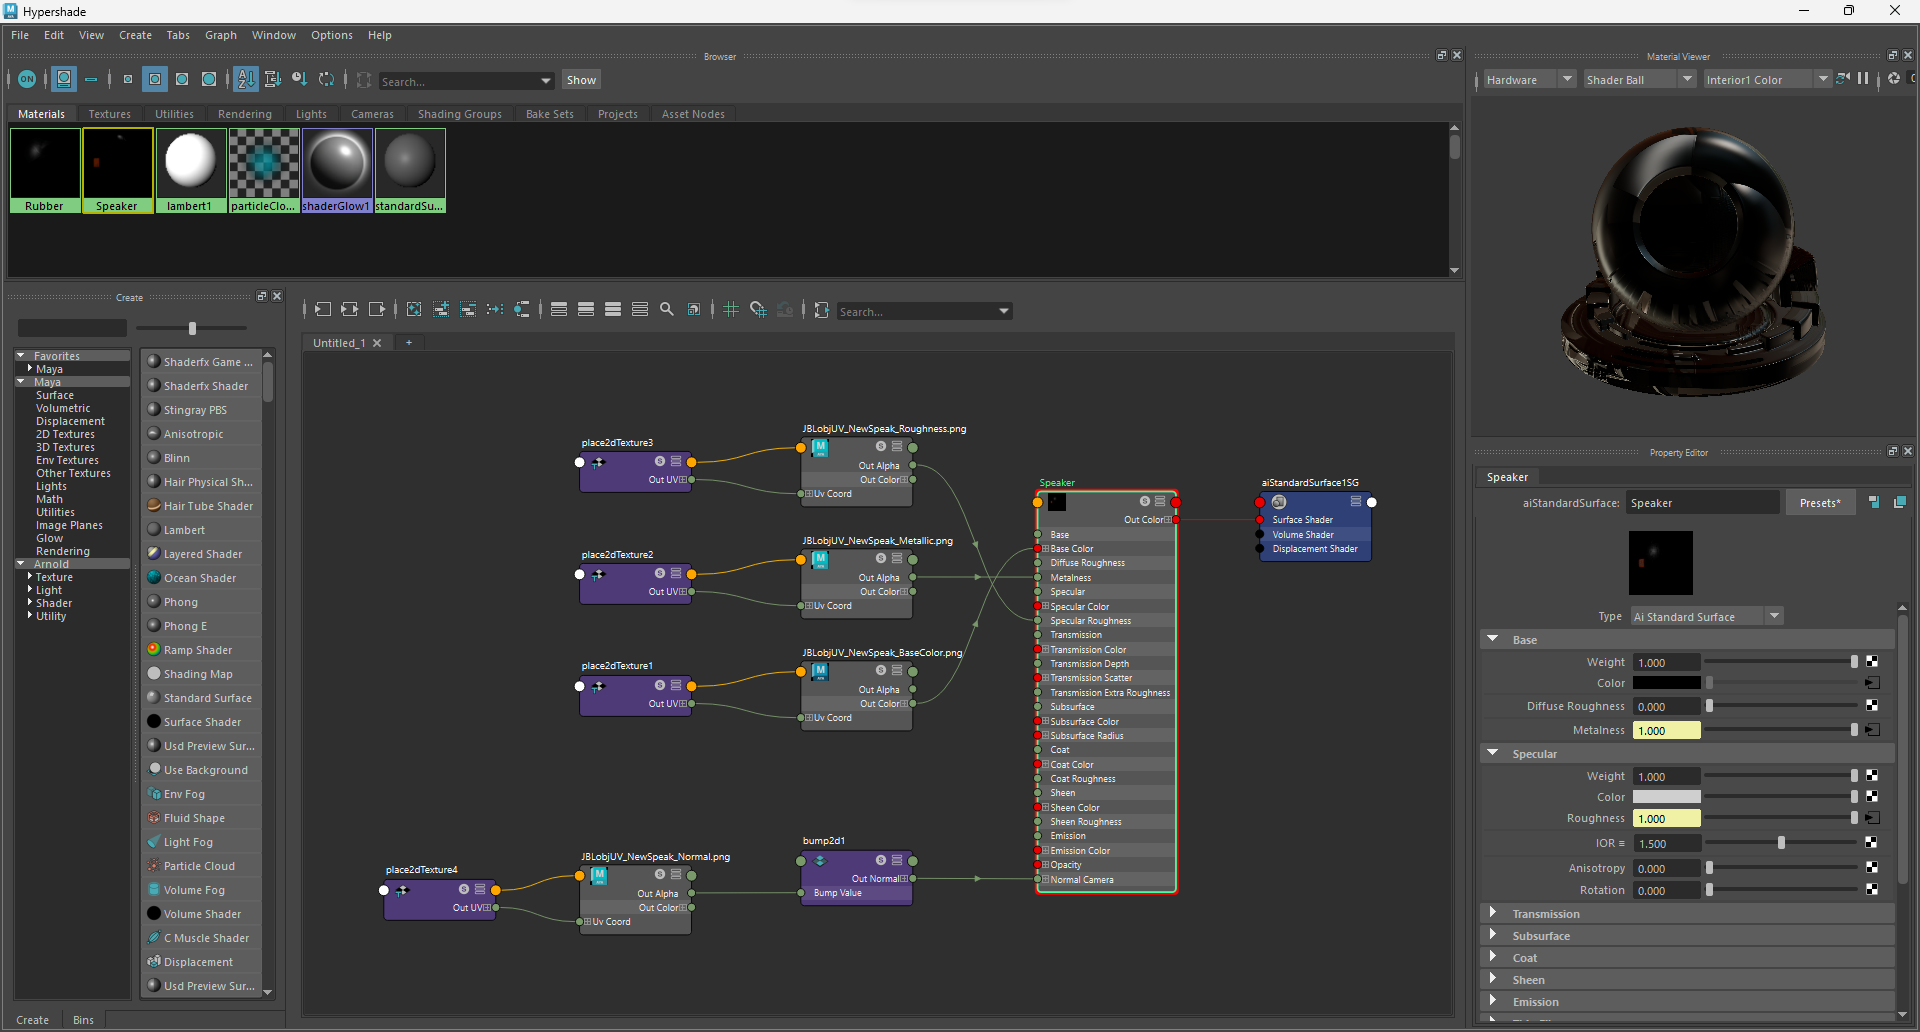 Hypershade
File Edit View Create Tabs Graph Window Options Help
Browser
ON
Search...
Show
Materials Textures Utilities Rendering Lights Cameras Shading Groups Bake Sets Projects Asset Nodes
Rubber Speaker lambert1 particleClo... shaderGlow1 standardSu...
Create
Favorites
Maya
Maya
Surface
Volumetric
Displacement
2D Textures
3D Textures
Env Textures
Other Textures
Lights
Math
Utilities
Image Planes
Glow
Rendering
Arnold
Texture
Light
Shader
Utility
Shaderfx Game ...
Shaderfx Shader
Stingray PBS
Anisotropic
Blinn
Hair Physical Sh...
Hair Tube Shader
Lambert
Layered Shader
Ocean Shader
Phong
Phong E
Ramp Shader
Shading Map
Standard Surface
Surface Shader
Usd Preview Sur...
Use Background
Env Fog
Fluid Shape
Light Fog
Particle Cloud
Volume Fog
Volume Shader
C Muscle Shader
Displacement
Usd Preview Sur...
Create Bins
Search...
Untitled_1
+
place2dTexture3
Out UV
JBLobjUV_NewSpeak_Roughness.png
Out Alpha
Out Color
Uv Coord
place2dTexture2
Out UV
JBLobjUV_NewSpeak_Metallic.png
Out Alpha
Out Color
Uv Coord
place2dTexture1
Out UV
JBLobjUV_NewSpeak_BaseColor.png
Out Alpha
Out Color
Uv Coord
place2dTexture4
Out UV
JBLobjUV_NewSpeak_Normal.png
Out Alpha
Out Color
Uv Coord
bump2d1
Out Normal
Bump Value
Speaker
Out Color
Base
Base Color
Diffuse Roughness
Metalness
Specular
Specular Color
Specular Roughness
Transmission
Transmission Color
Transmission Depth
Transmission Scatter
Transmission Extra Roughness
Subsurface
Subsurface Color
Subsurface Radius
Coat
Coat Color
Coat Roughness
Sheen
Sheen Color
Sheen Roughness
Emission
Emission Color
Opacity
Normal Camera
aiStandardSurface1SG
Surface Shader
Volume Shader
Displacement Shader
Material Viewer
Hardware Shader Ball Interior1 Color
Property Editor
Speaker
aiStandardSurface: Speaker Presets*
Type Ai Standard Surface
Base
Weight 1.000
Color
Diffuse Roughness 0.000
Metalness 1.000
Specular
Weight 1.000
Color
Roughness 1.000
IOR 1.500
Anisotropy 0.000
Rotation 0.000
Transmission
Subsurface
Coat
Sheen
Emission